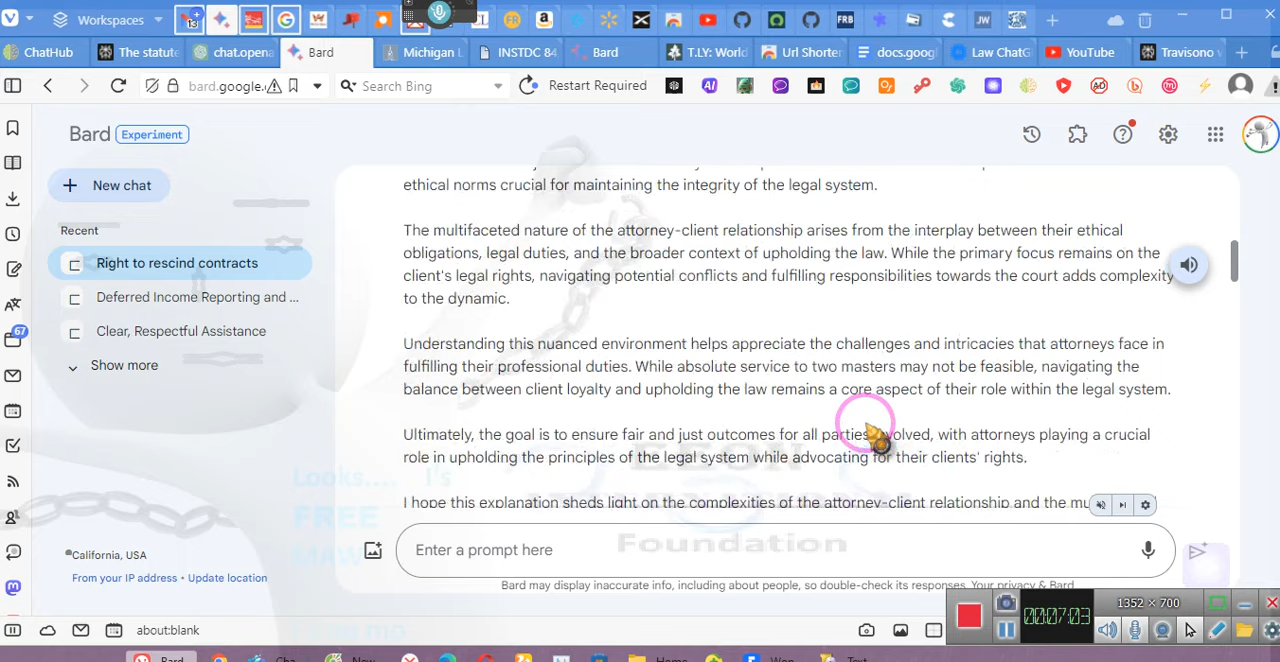 Workspaces
ChatHub
The statute
chat.opena
Bard
Michigan L
INSTDC 84
Bard
T.LY: World
Url Shorter
docs.goog
Law ChatG
YouTube
Travisono v
bard.google.
Search Bing
Restart Required
Bard Experiment
New chat
Recent
Right to rescind contracts
Deferred Income Reporting and ...
Clear, Respectful Assistance
Show more
67
ethical norms crucial for maintaining the integrity of the legal system.
The multifaceted nature of the attorney-client relationship arises from the interplay between their ethical
obligations, legal duties, and the broader context of upholding the law. While the primary focus remains on the
client's legal rights, navigating potential conflicts and fulfilling responsibilities towards the court adds complexity
to the dynamic.
Understanding this nuanced environment helps appreciate the challenges and intricacies that attorneys face in
fulfilling their professional duties. While absolute service to two masters may not be feasible, navigating the
balance between client loyalty and upholding the law remains a core aspect of their role within the legal system.
Ultimately, the goal is to ensure fair and just outcomes for all parties involved, with attorneys playing a crucial
role in upholding the principles of the legal system while advocating for their clients' rights.
I hope this explanation sheds light on the complexities of the attorney-client relationship and the mu
Looks.... I's
FREE
MAW
Foundation
Enter a prompt here
California, USA
From your IP address • Update location
Bard may display inaccurate info, including about people, so double-check its responses. Your privacy & Bard
about:blank
00:07:03
1352 × 700
Bard
Home
Text